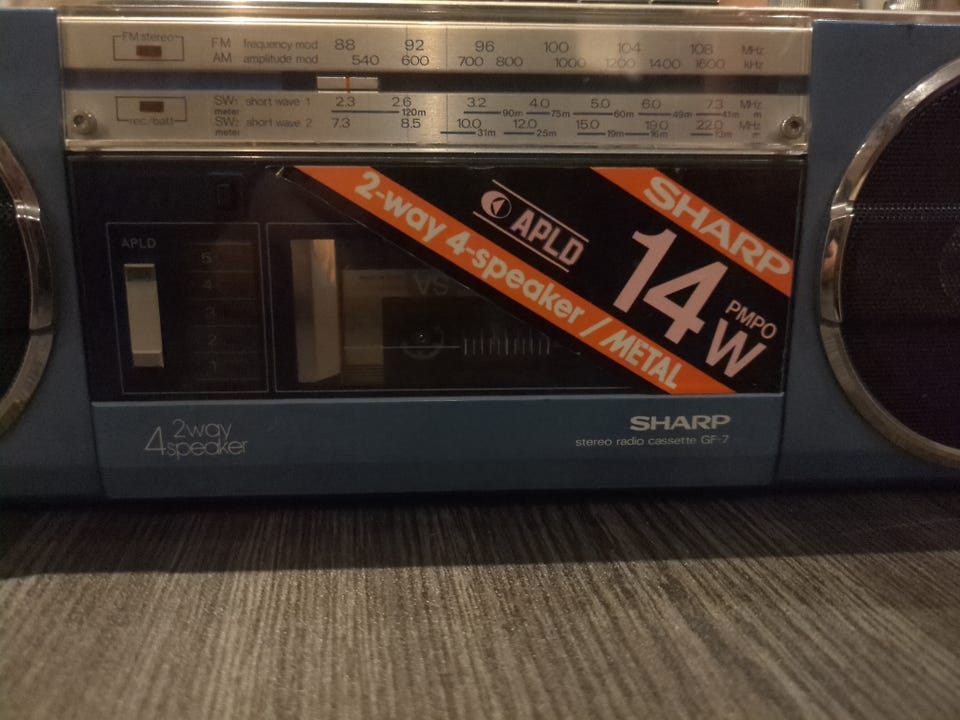 FM stereo
FM frequency mod 88 92 96 100 104 108 MHz
AM amplitude mod 540 600 700 800 1000 1200 1400 1600 kHz
rec/batt
SW1 short wave 1 2.3 2.6 3.2 4.0 5.0 6.0 7.3 MHz
meter 120m 90m 75m 60m 49m 41m m
SW2 short wave 2 7.3 8.5 10.0 12.0 15.0 19.0 22.0 MHz
meter 31m 25m 19m 16m 13m m
2-way 4-speaker / METAL
APLD
SHARP
14W
PMPO
APLD
5
4
3
2
1
VS
2way
4speaker
SHARP
stereo radio cassette GF-7